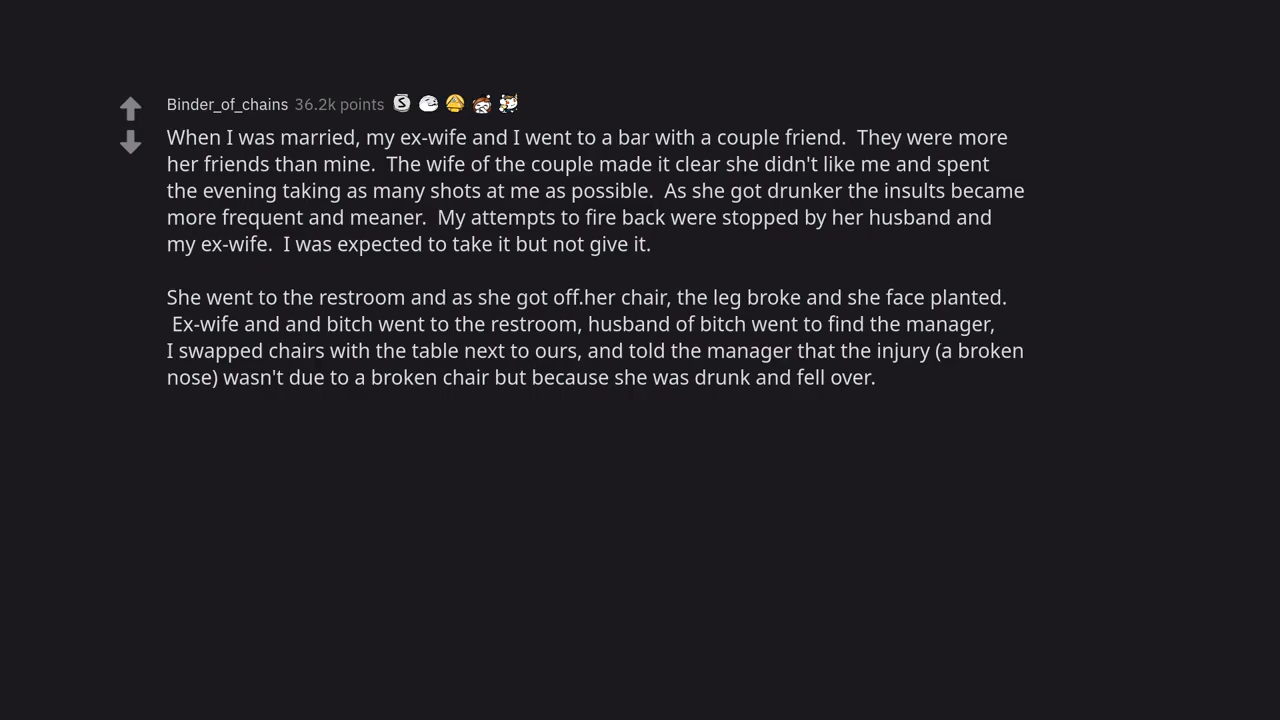 Binder_of_chains 36.2k points
When I was married, my ex-wife and I went to a bar with a couple friend.  They were more
her friends than mine.  The wife of the couple made it clear she didn't like me and spent
the evening taking as many shots at me as possible.  As she got drunker the insults became
more frequent and meaner.  My attempts to fire back were stopped by her husband and
my ex-wife.  I was expected to take it but not give it.
She went to the restroom and as she got off.her chair, the leg broke and she face planted.
Ex-wife and and bitch went to the restroom, husband of bitch went to find the manager,
I swapped chairs with the table next to ours, and told the manager that the injury (a broken
nose) wasn't due to a broken chair but because she was drunk and fell over.